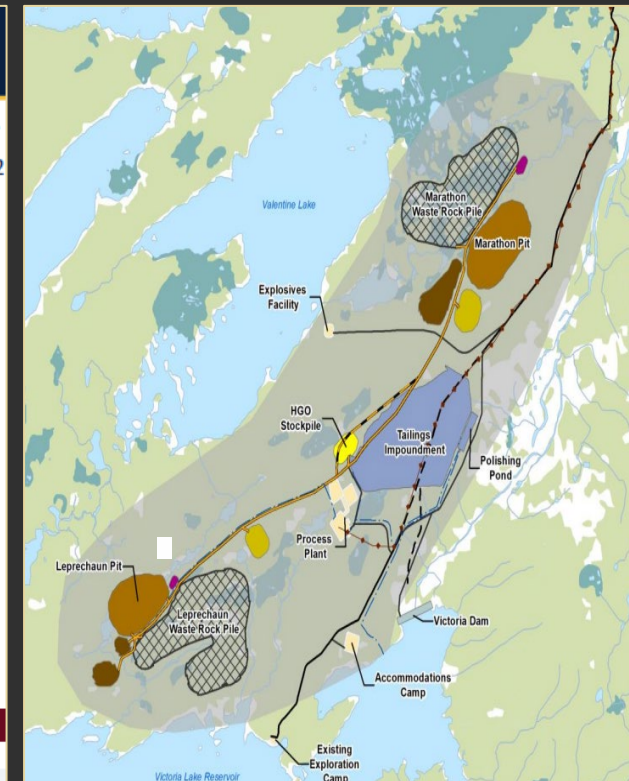 2
Valentine Lake
Marathon
Waste Rock Pile
Marathon Pit
Explosives
Facility
HGO
Stockpile
Tailings
Impoundment
Polishing
Pond
Process
Plant
Leprechaun Pit
Leprechaun
Waste Rock Pile
Victoria Dam
Accommodations
Camp
Existing
Exploration
Camp
Victoria Lake Reservoir